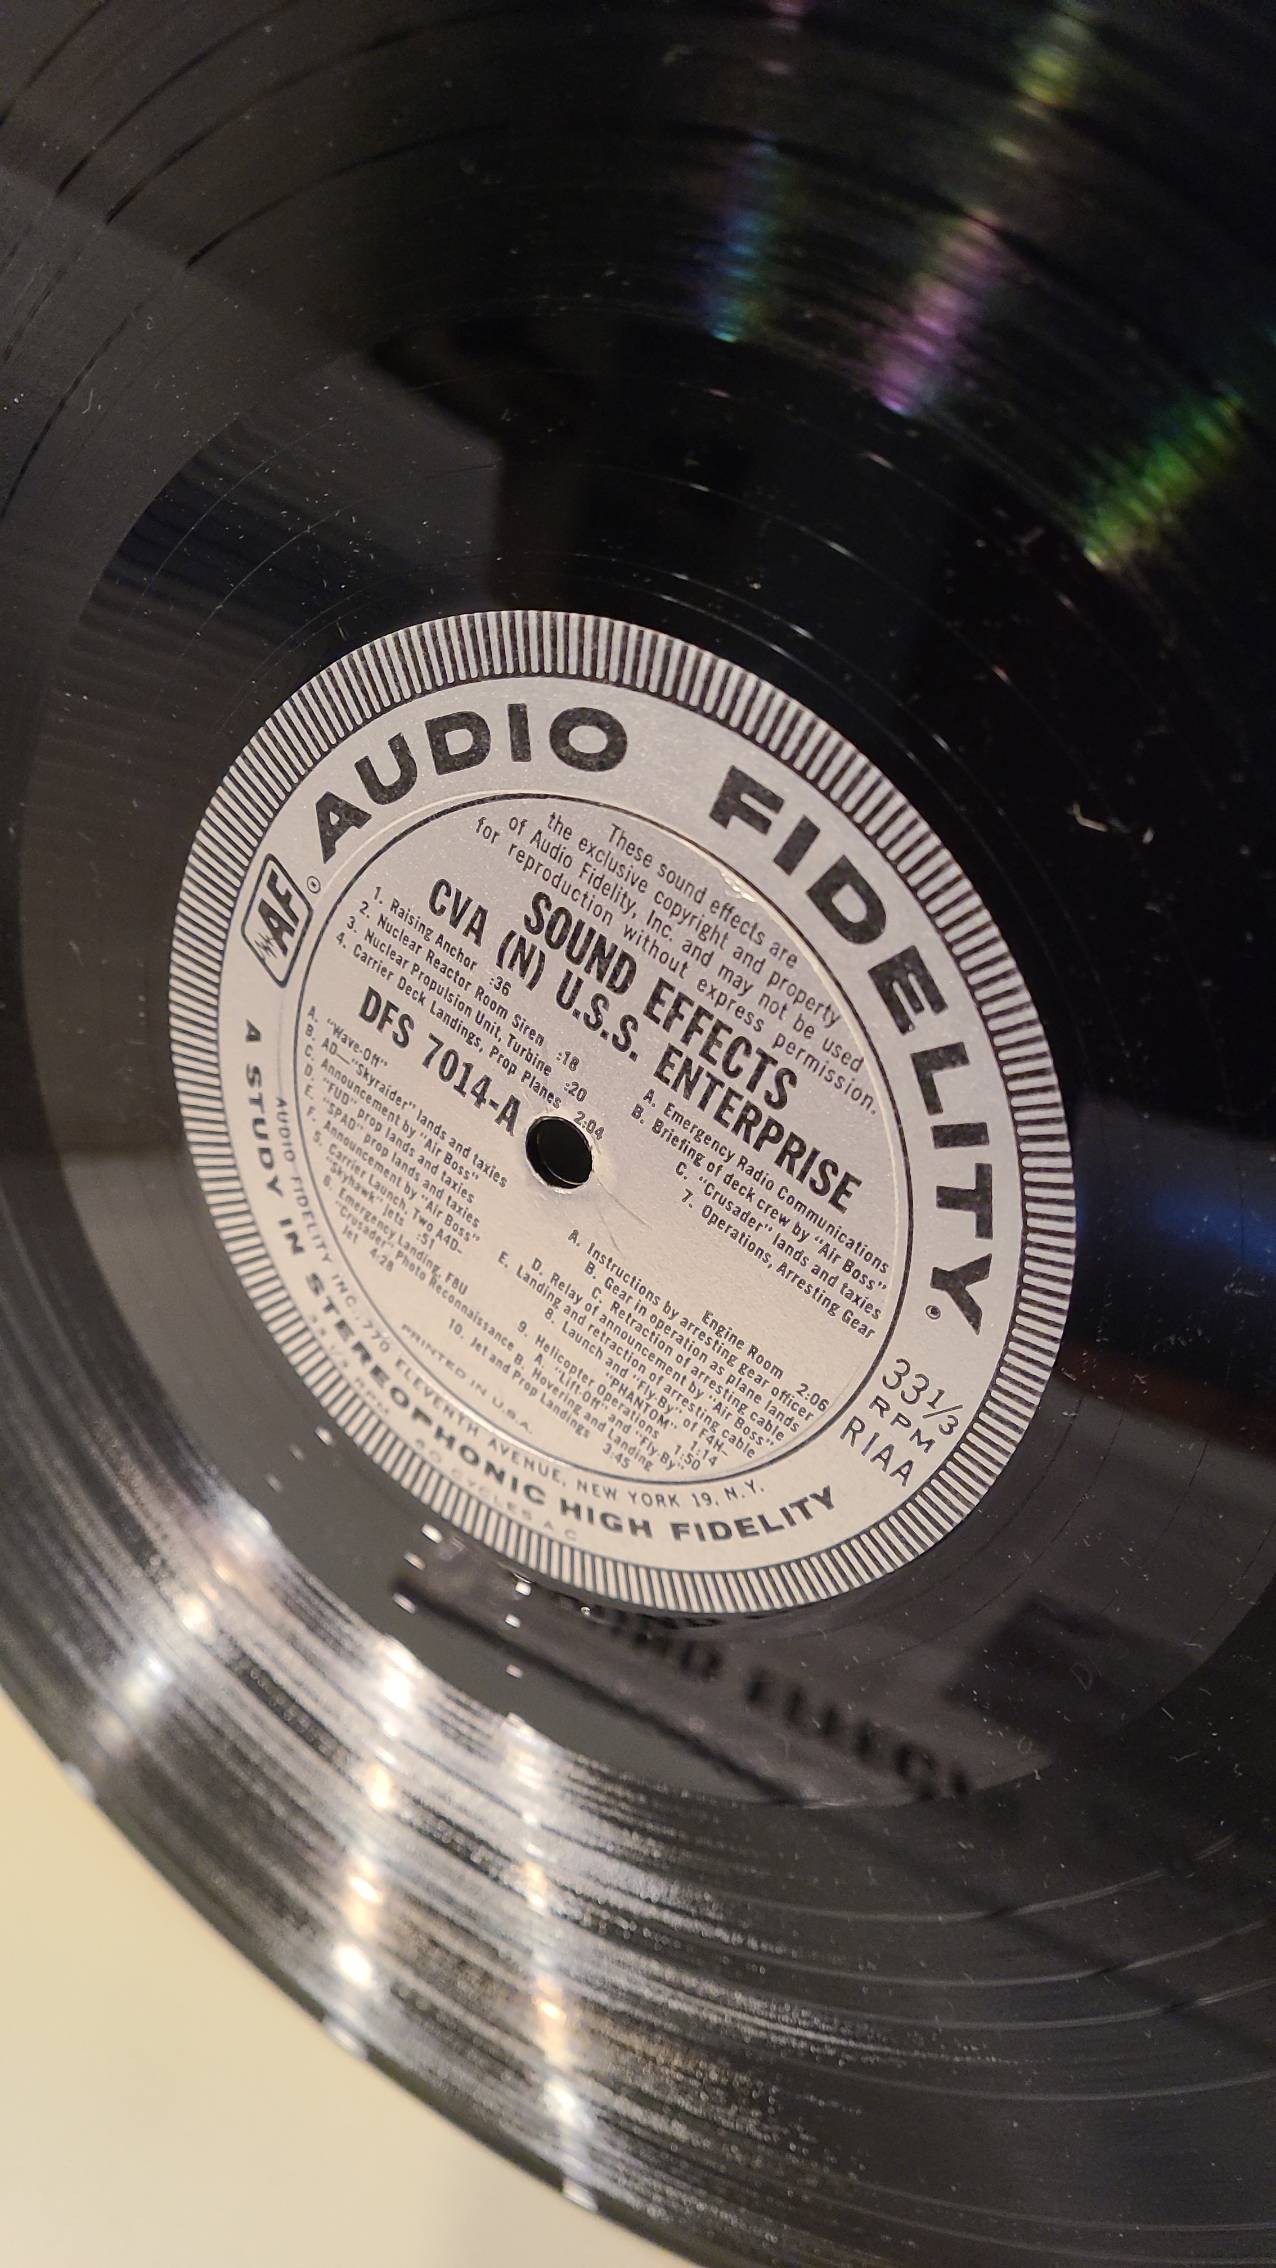 AUDIO FIDELITY
AF
®
These sound effects are
the exclusive copyright and property
of Audio Fidelity, Inc. and may not be used
for reproduction without express permission.
SOUND EFFECTS
CVA (N) U.S.S. ENTERPRISE
1. Raising Anchor :36
2. Nuclear Reactor Room Siren :18
3. Nuclear Propulsion Unit, Turbine :20
4. Carrier Deck Landings, Prop Planes 2:04
DFS 7014-A
A. "Wave-Off"
B. AD—"Skyraider" lands and taxies
C. Announcement by "Air Boss"
D. "FUD" prop lands and taxies
E. "SPAD" prop lands and taxies
F. Announcement by "Air Boss"
5. Carrier Launch, Two A4D-
"Skyhawk" Jets :51
6. Emergency Landing, F8U
"Crusader," Photo Reconnaissance
Jet 4:28
A. Emergency Radio Communications
B. Briefing of deck crew by "Air Boss"
C. "Crusader" lands and taxies
7. Operations, Arresting Gear
Engine Room 2:06
A. Instructions by arresting gear officer
B. Gear in operation as plane lands
C. Retraction of arresting cable
D. Relay of announcement by "Air Boss"
E. Landing and retraction of arresting cable
8. Launch and "Fly-By" of F4H-
"PHANTOM" 1:14
9. Helicopter Operations 1:50
A. "Lift-Off" and "Fly By"
B. Hovering and Landing
10. Jet and Prop Landings 3:45
PRINTED IN U.S.A.
AUDIO FIDELITY INC. 770 ELEVENTH AVENUE, NEW YORK 19, N.Y.
A STUDY IN STEREOPHONIC HIGH FIDELITY
33 1/3 RPM 60 CYCLES A C
33 1/3
RPM
RIAA